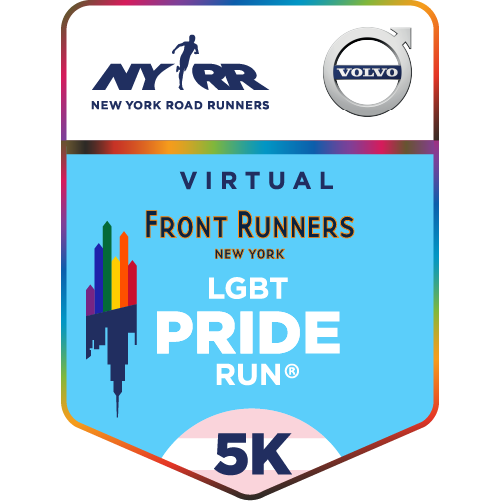 NYRR
NEW YORK ROAD RUNNERS
VOLVO
VIRTUAL
FRONT RUNNERS
NEW YORK
LGBT
PRIDE
RUN®
5K